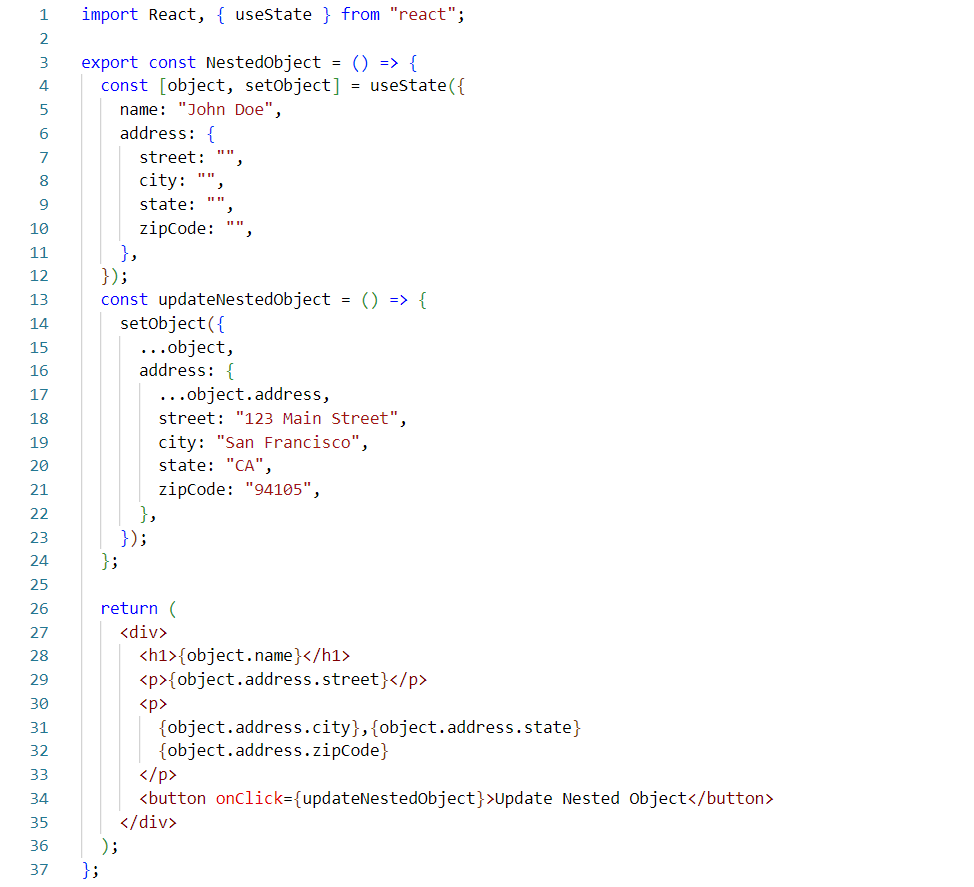 1 import React, { useState } from "react";
2
3 export const NestedObject = () => {
4   const [object, setObject] = useState({
5     name: "John Doe",
6     address: {
7       street: "",
8       city: "",
9       state: "",
10       zipCode: "",
11     },
12   });
13   const updateNestedObject = () => {
14     setObject({
15       ...object,
16       address: {
17         ...object.address,
18         street: "123 Main Street",
19         city: "San Francisco",
20         state: "CA",
21         zipCode: "94105",
22       },
23     });
24   };
25
26   return (
27     <div>
28       <h1>{object.name}</h1>
29       <p>{object.address.street}</p>
30       <p>
31         {object.address.city},{object.address.state}
32         {object.address.zipCode}
33       </p>
34       <button onClick={updateNestedObject}>Update Nested Object</button>
35     </div>
36   );
37 };